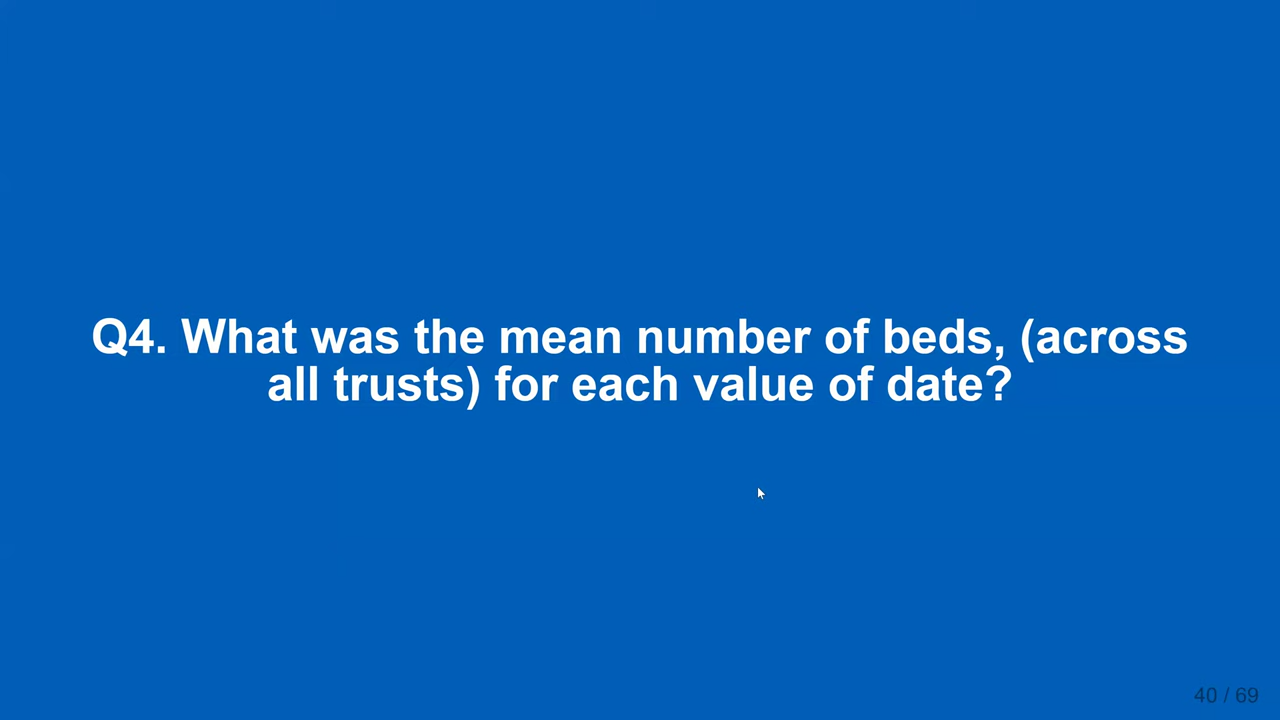 Q4. What was the mean number of beds, (across
all trusts) for each value of date?
40 / 69